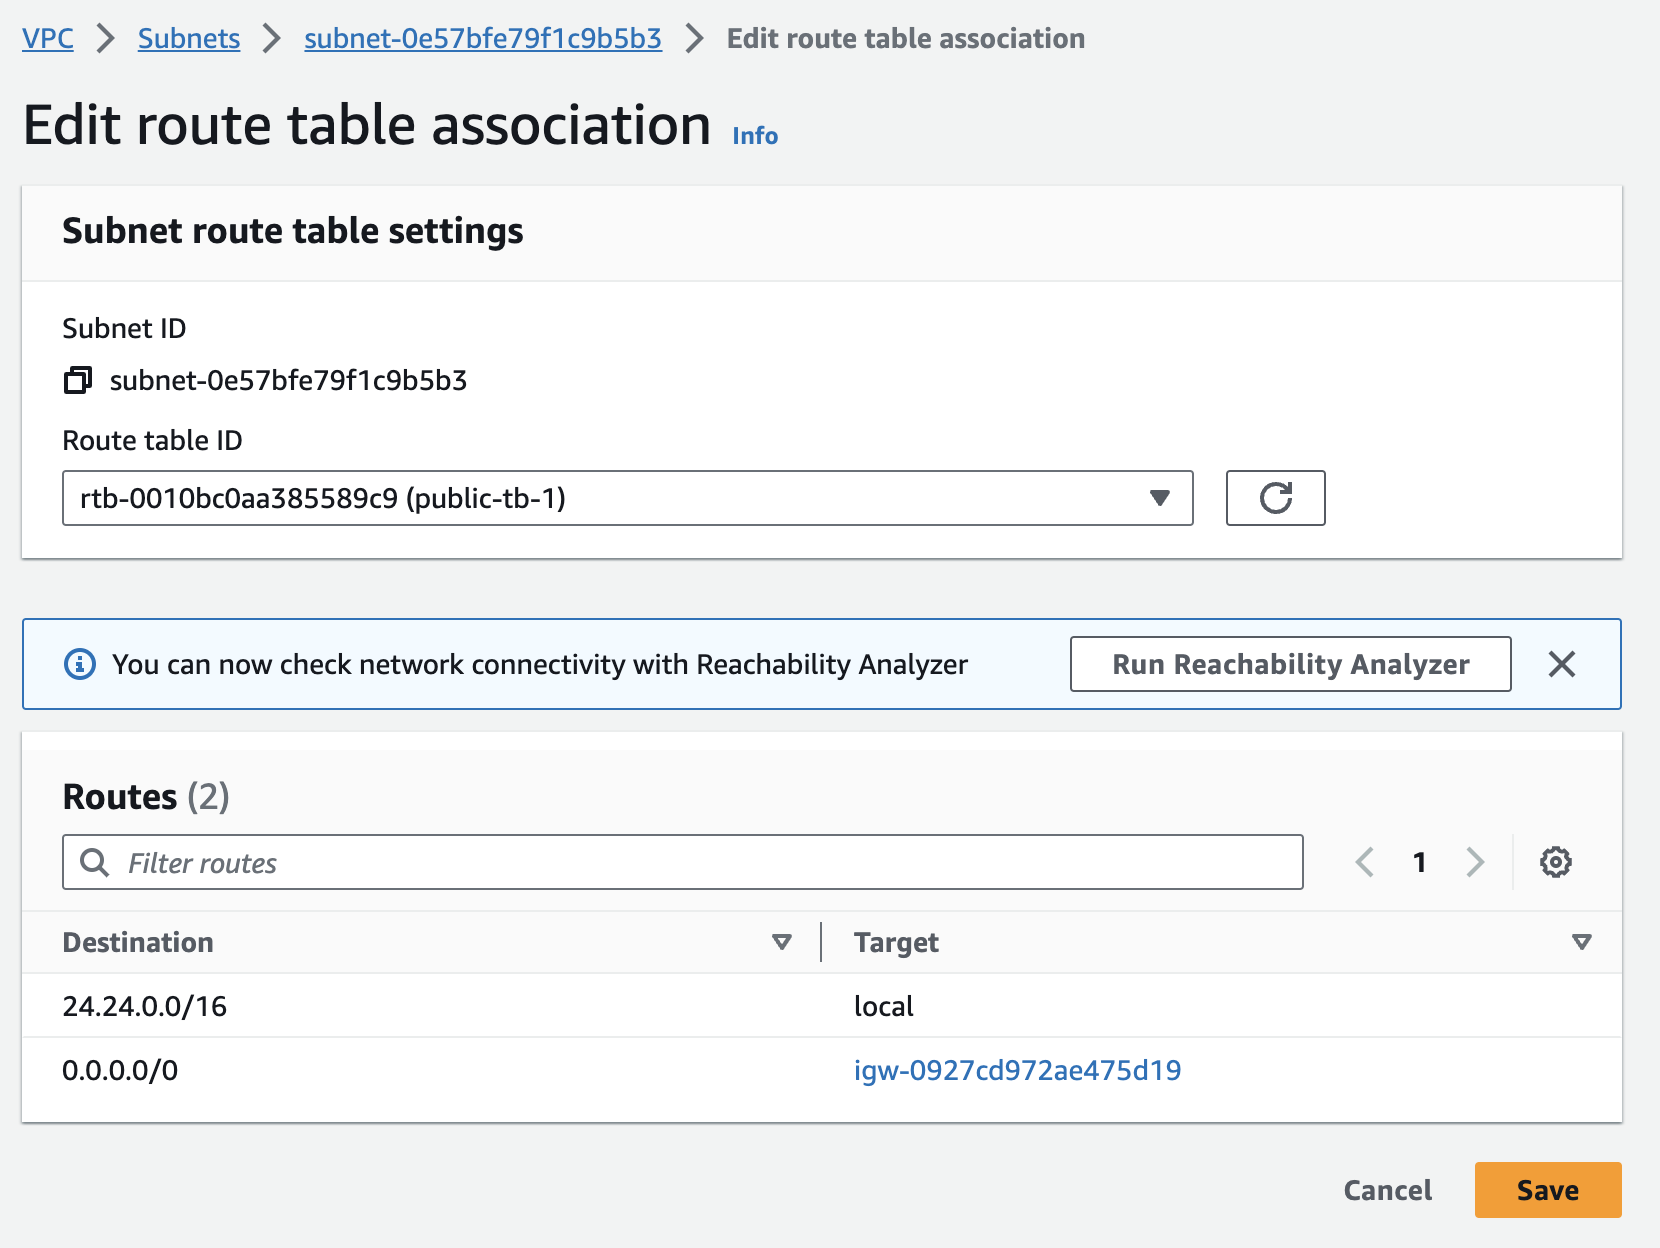 VPC > Subnets > subnet-0e57bfe79f1c9b5b3 > Edit route table association
Edit route table association Info
Subnet route table settings
Subnet ID
subnet-0e57bfe79f1c9b5b3
Route table ID
rtb-0010bc0aa385589c9 (public-tb-1)
You can now check network connectivity with Reachability Analyzer Run Reachability Analyzer
Routes (2)
Filter routes 1
Destination Target
24.24.0.0/16 local
0.0.0.0/0 igw-0927cd972ae475d19
Cancel Save